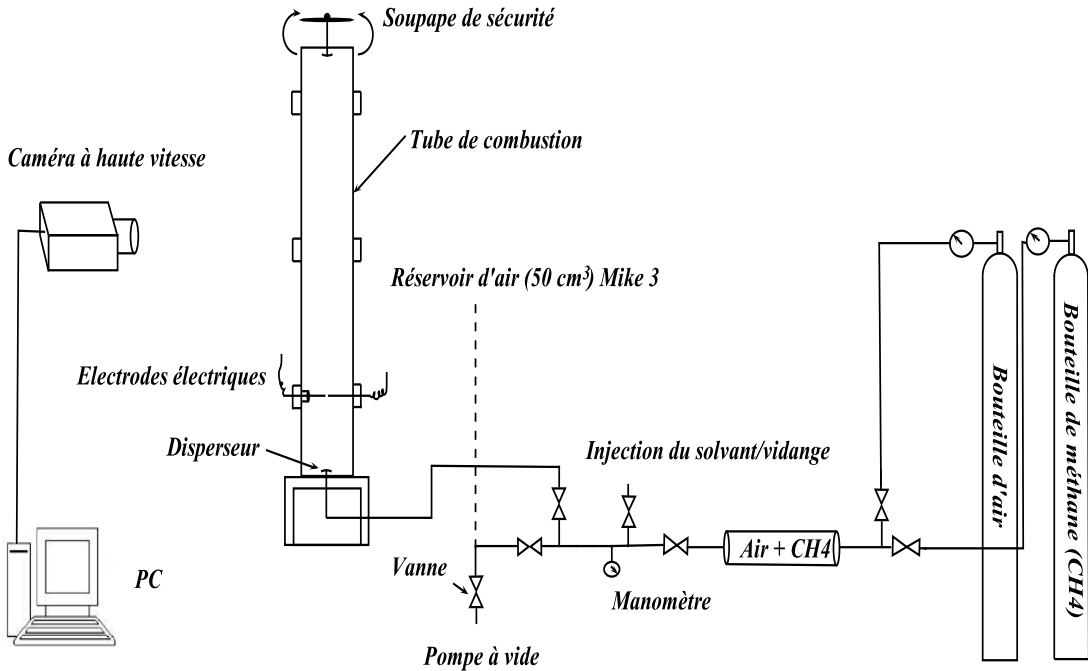 Soupape de sécurité
Tube de combustion
Caméra à haute vitesse
Réservoir d'air (50 cm³) Mike 3
Electrodes électriques
Disperseur
Injection du solvant/vidange
Bouteille d'air
Bouteille de méthane (CH4)
Air + CH4
Vanne
PC
Manomètre
Pompe à vide